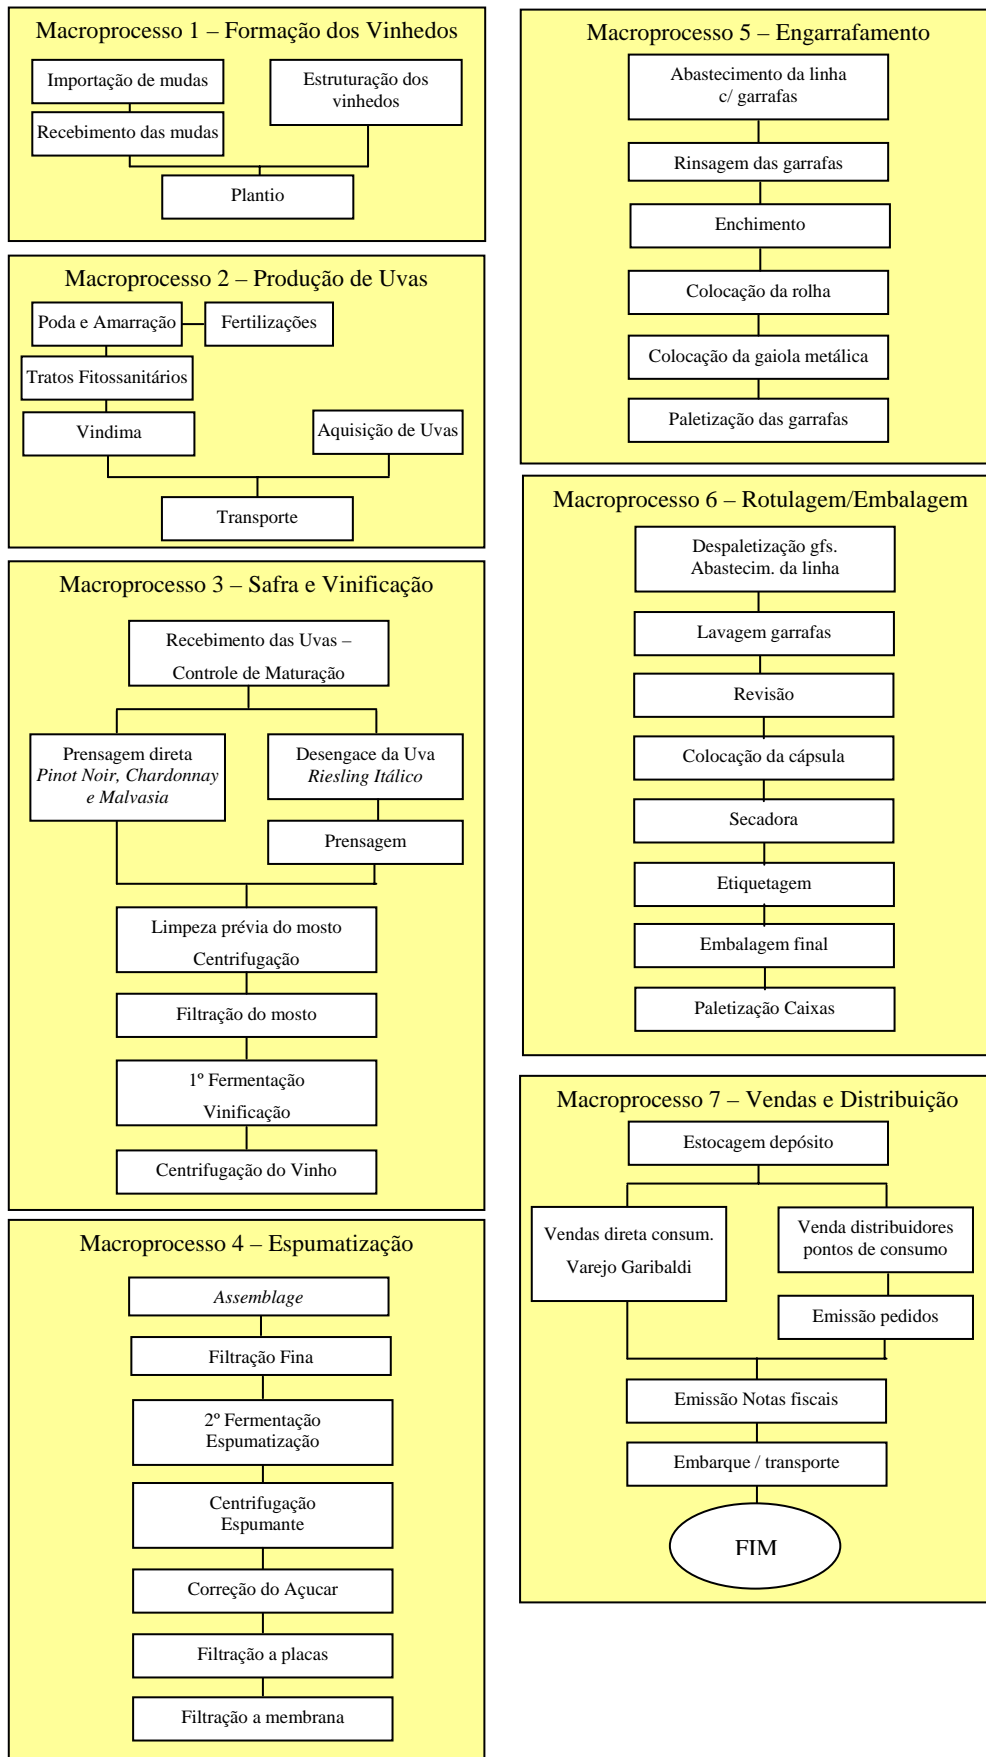 Macroprocesso 1 – Formação dos Vinhedos
Importação de mudas
Estruturação dos
vinhedos
Recebimento das mudas
Plantio
Macroprocesso 2 – Produção de Uvas
Poda e Amarração
Fertilizações
Tratos Fitossanitários
Vindima
Aquisição de Uvas
Transporte
Macroprocesso 3 – Safra e Vinificação
Recebimento das Uvas –
Controle de Maturação
Prensagem direta
Pinot Noir, Chardonnay
e Malvasia
Desengace da Uva
Riesling Itálico
Prensagem
Limpeza prévia do mosto
Centrifugação
Filtração do mosto
1º Fermentação
Vinificação
Centrifugação do Vinho
Macroprocesso 4 – Espumatização
Assemblage
Filtração Fina
2º Fermentação
Espumatização
Centrifugação
Espumante
Correção do Açucar
Filtração a placas
Filtração a membrana
Macroprocesso 5 – Engarrafamento
Abastecimento da linha
c/ garrafas
Rinsagem das garrafas
Enchimento
Colocação da rolha
Colocação da gaiola metálica
Paletização das garrafas
Macroprocesso 6 – Rotulagem/Embalagem
Despaletização gfs.
Abastecim. da linha
Lavagem garrafas
Revisão
Colocação da cápsula
Secadora
Etiquetagem
Embalagem final
Paletização Caixas
Macroprocesso 7 – Vendas e Distribuição
Estocagem depósito
Vendas direta consum.
Varejo Garibaldi
Venda distribuidores
pontos de consumo
Emissão pedidos
Emissão Notas fiscais
Embarque / transporte
FIM